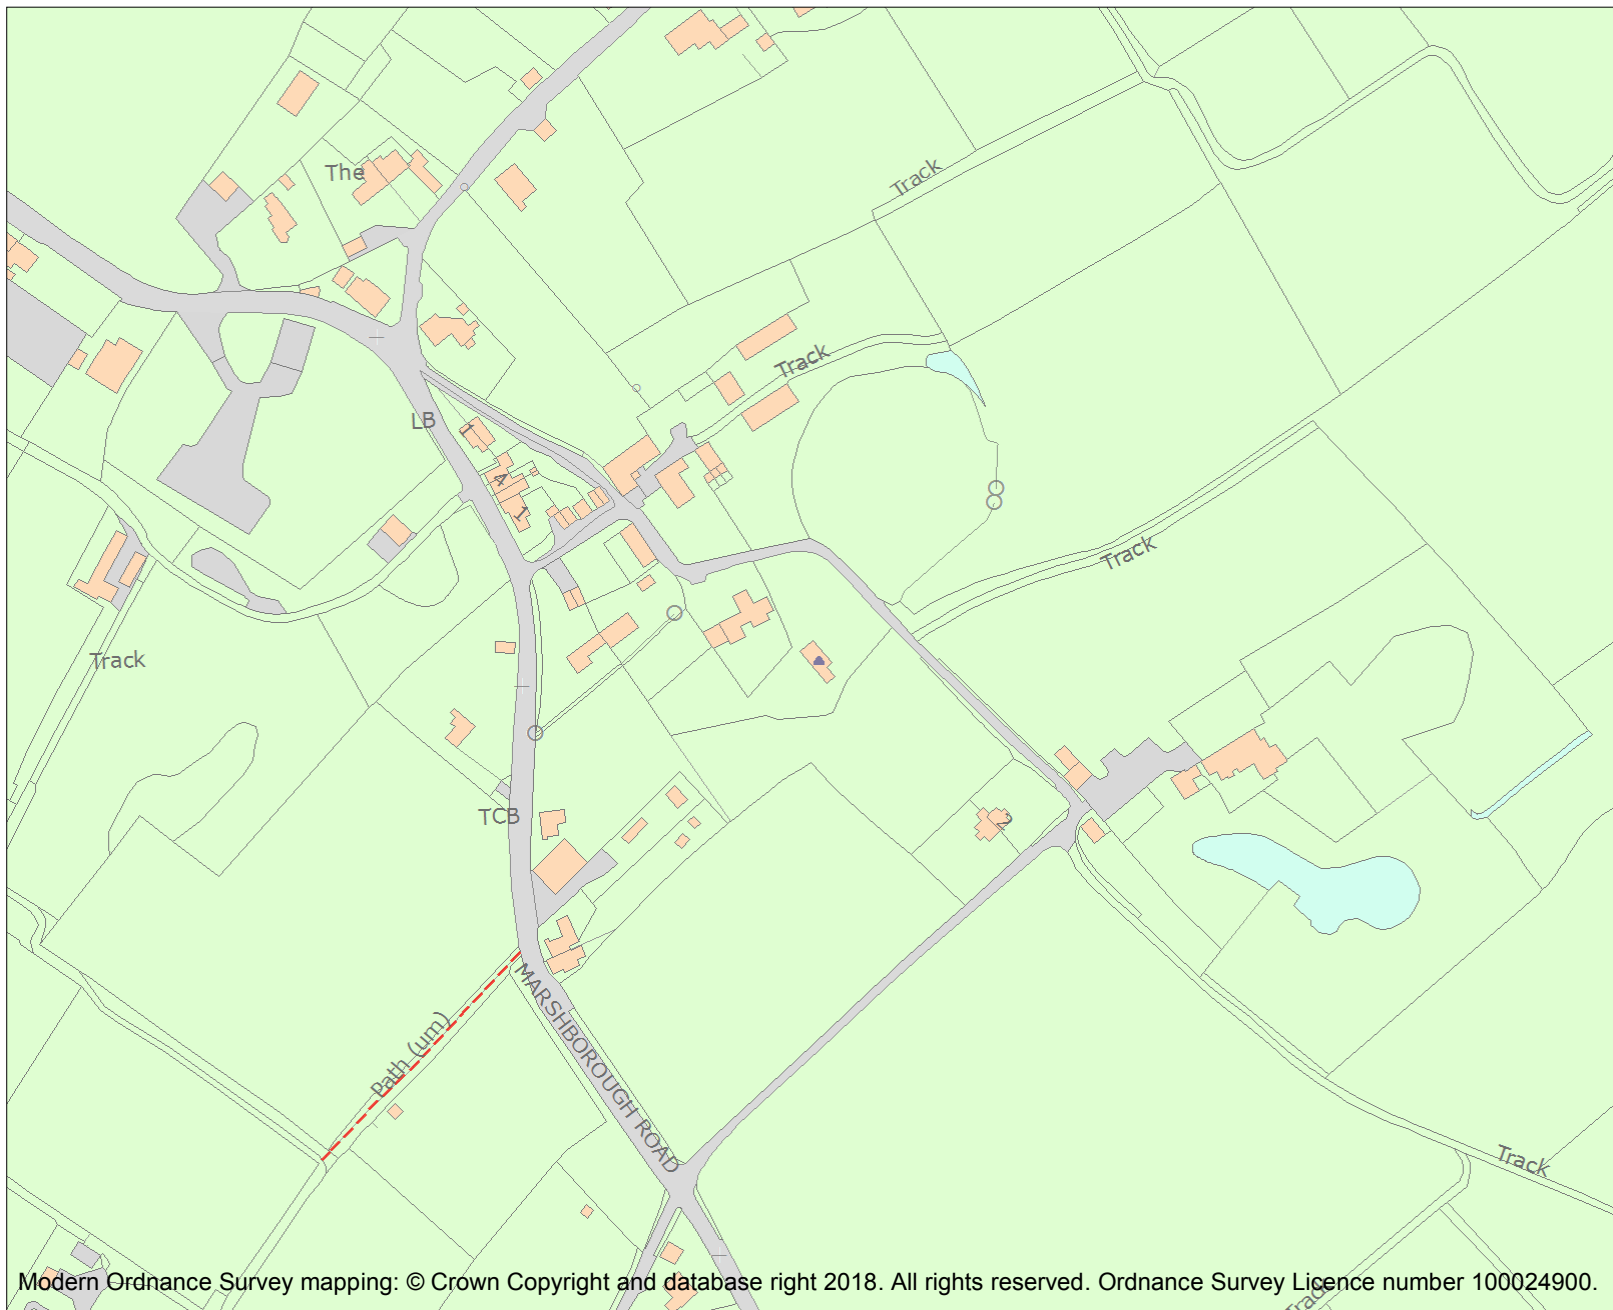 Track
The
Track
LB
1
4
1
Track
Track
TCB
2
MARSHBOROUGH ROAD
Path (um)
Track
Modern Ordnance Survey mapping: © Crown Copyright and database right 2018. All rights reserved. Ordnance Survey Licence number 100024900.
Track